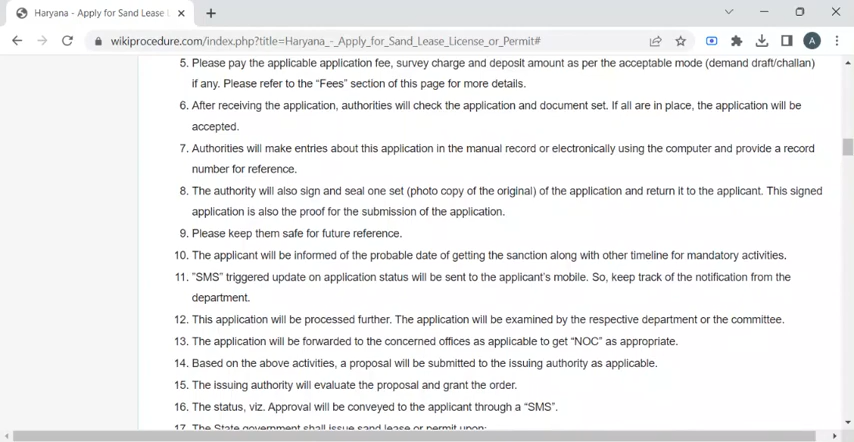 Haryana - Apply for Sand Lease L
wikiprocedure.com/index.php?title=Haryana_-_Apply_for_Sand_Lease_License_or_Permit#
A
5. Please pay the applicable application fee, survey charge and deposit amount as per the acceptable mode (demand draft/challan)
if any. Please refer to the “Fees” section of this page for more details.
6. After receiving the application, authorities will check the application and document set. If all are in place, the application will be
accepted.
7. Authorities will make entries about this application in the manual record or electronically using the computer and provide a record
number for reference.
8. The authority will also sign and seal one set (photo copy of the original) of the application and return it to the applicant. This signed
application is also the proof for the submission of the application.
9. Please keep them safe for future reference.
10. The applicant will be informed of the probable date of getting the sanction along with other timeline for mandatory activities.
11. ”SMS” triggered update on application status will be sent to the applicant’s mobile. So, keep track of the notification from the
department.
12. This application will be processed further. The application will be examined by the respective department or the committee.
13. The application will be forwarded to the concerned offices as applicable to get “NOC” as appropriate.
14. Based on the above activities, a proposal will be submitted to the issuing authority as applicable.
15. The issuing authority will evaluate the proposal and grant the order.
16. The status, viz. Approval will be conveyed to the applicant through a “SMS”.
17. The State government shall issue sand lease or permit upon: